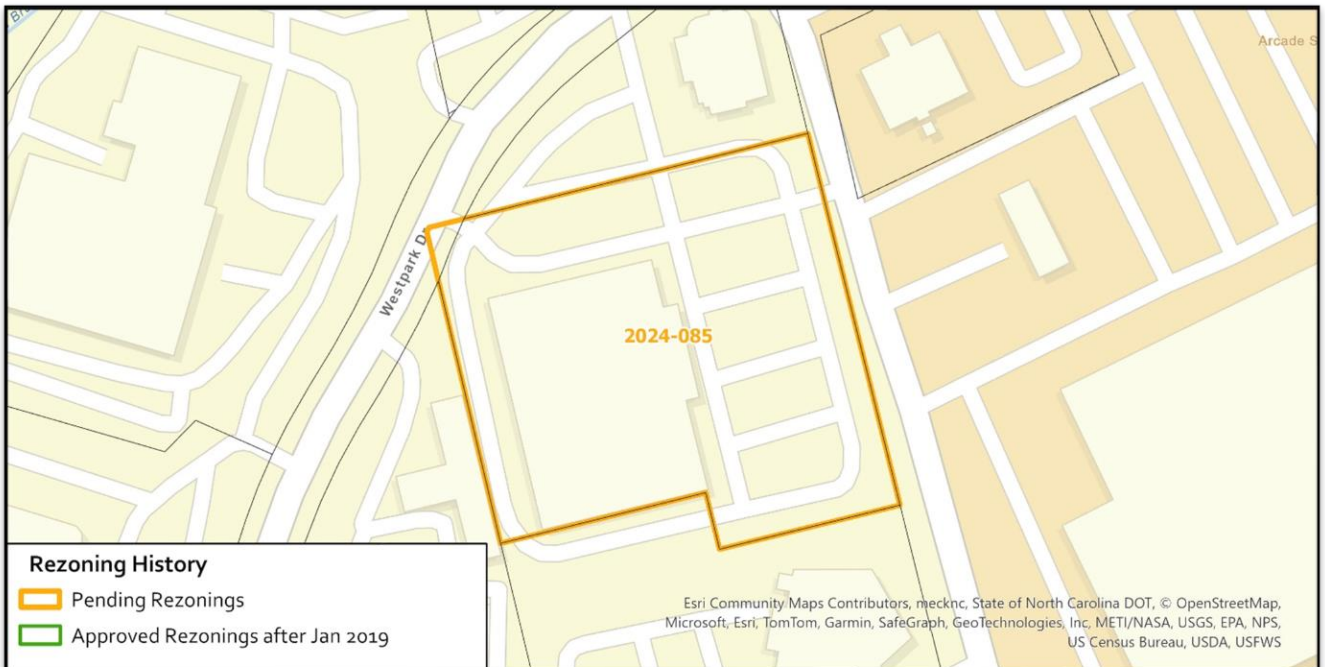 Arcade S
Westpark Dr
2024-085
Rezoning History
Pending Rezonings
Approved Rezonings after Jan 2019
Esri Community Maps Contributors, mecknc, State of North Carolina DOT, © OpenStreetMap,
Microsoft, Esri, TomTom, Garmin, SafeGraph, GeoTechnologies, Inc, METI/NASA, USGS, EPA, NPS,
US Census Bureau, USDA, USFWS